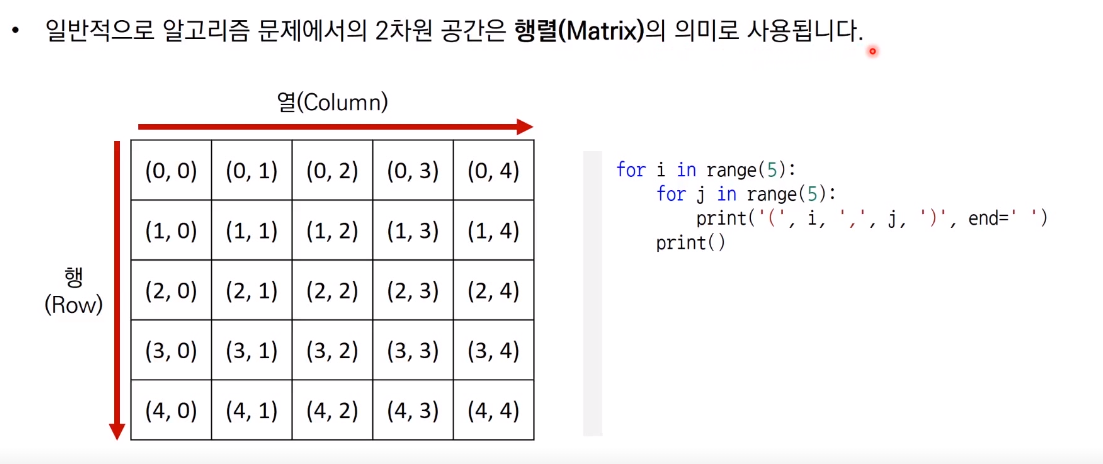 • 일반적으로 알고리즘 문제에서의 2차원 공간은 행렬(Matrix)의 의미로 사용됩니다.
열(Column)
행
(Row)
(0, 0) (0, 1) (0, 2) (0, 3) (0, 4)
(1, 0) (1, 1) (1, 2) (1, 3) (1, 4)
(2, 0) (2, 1) (2, 2) (2, 3) (2, 4)
(3, 0) (3, 1) (3, 2) (3, 3) (3, 4)
(4, 0) (4, 1) (4, 2) (4, 3) (4, 4)
for i in range(5):
    for j in range(5):
        print('(', i, ',', j, ')', end=' ')
    print()